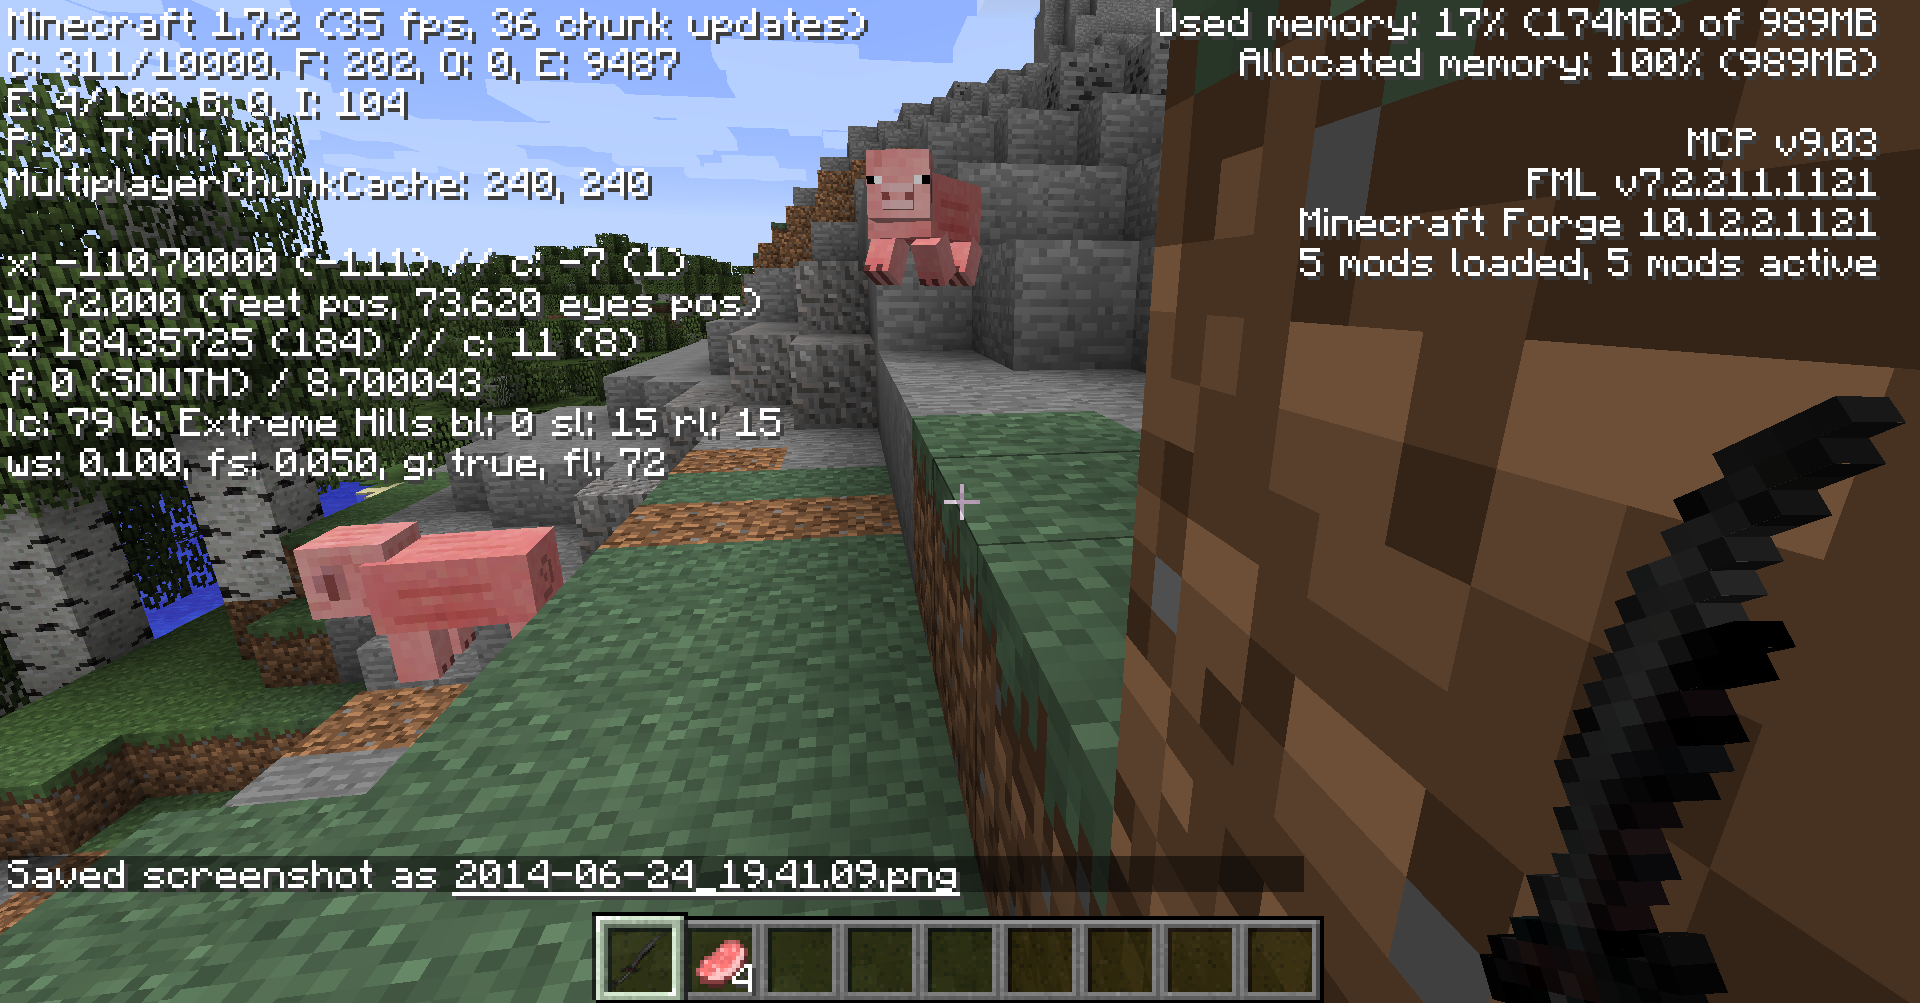 Minecraft 1.7.2 (35 fps, 36 chunk updates)
C: 311/10000. F: 202, O: 0, E: 9487
E: 4/108. B: 0, I: 104
P: 0. T: All: 108
MultiplayerChunkCache: 240, 240
x: -110.70000 (-111) // c: -7 (1)
y: 72.000 (feet pos, 73.620 eyes pos)
z: 184.35725 (184) // c: 11 (8)
f: 0 (SOUTH) / 8.700043
lc: 79 b: Extreme Hills bl: 0 sl: 15 rl: 15
ws: 0.100, fs: 0.050, g: true, fl: 72
Used memory: 17% (174MB) of 989MB
Allocated memory: 100% (989MB)
MCP v9.03
FML v7.2.211.1121
Minecraft Forge 10.12.2.1121
5 mods loaded, 5 mods active
Saved screenshot as 2014-06-24_19.41.09.png
4